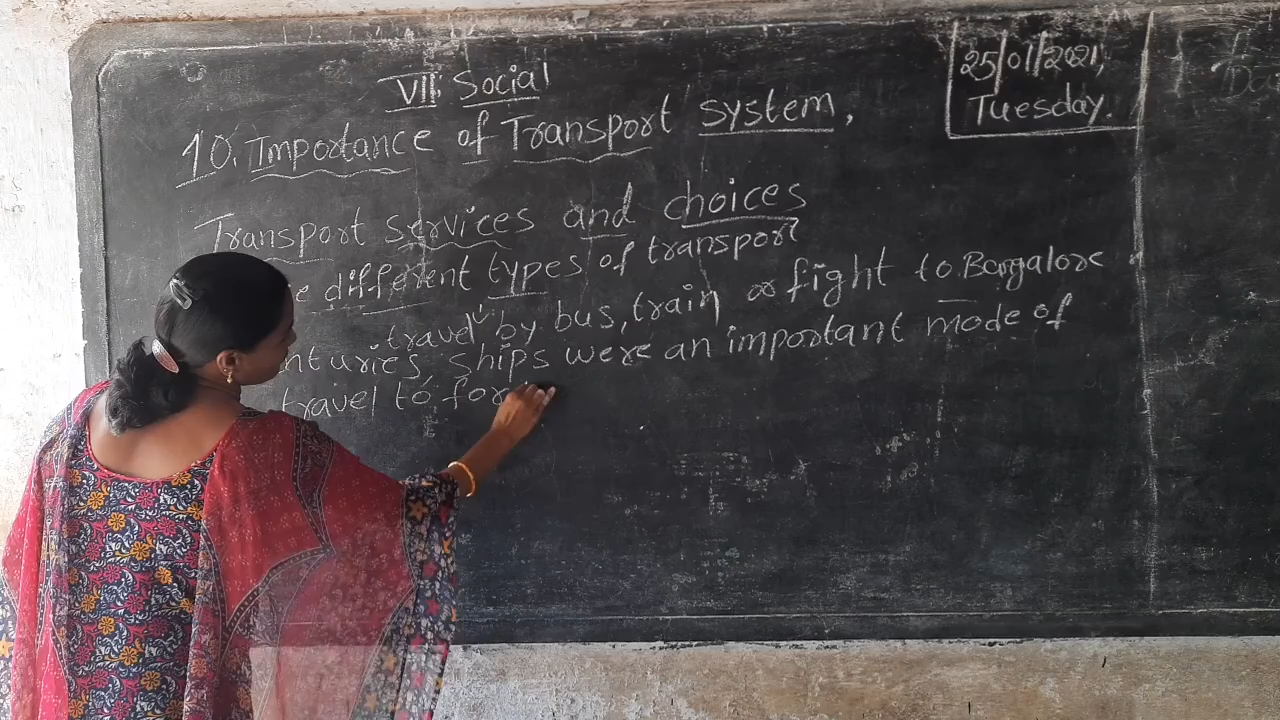 VII Social
25/01/2021,
Tuesday.
10. Importance of Transport system,
Transport services and choices
different types of transport
travel by bus, train or fight to Bangalore
nturies ships were an important mode of
travel to for